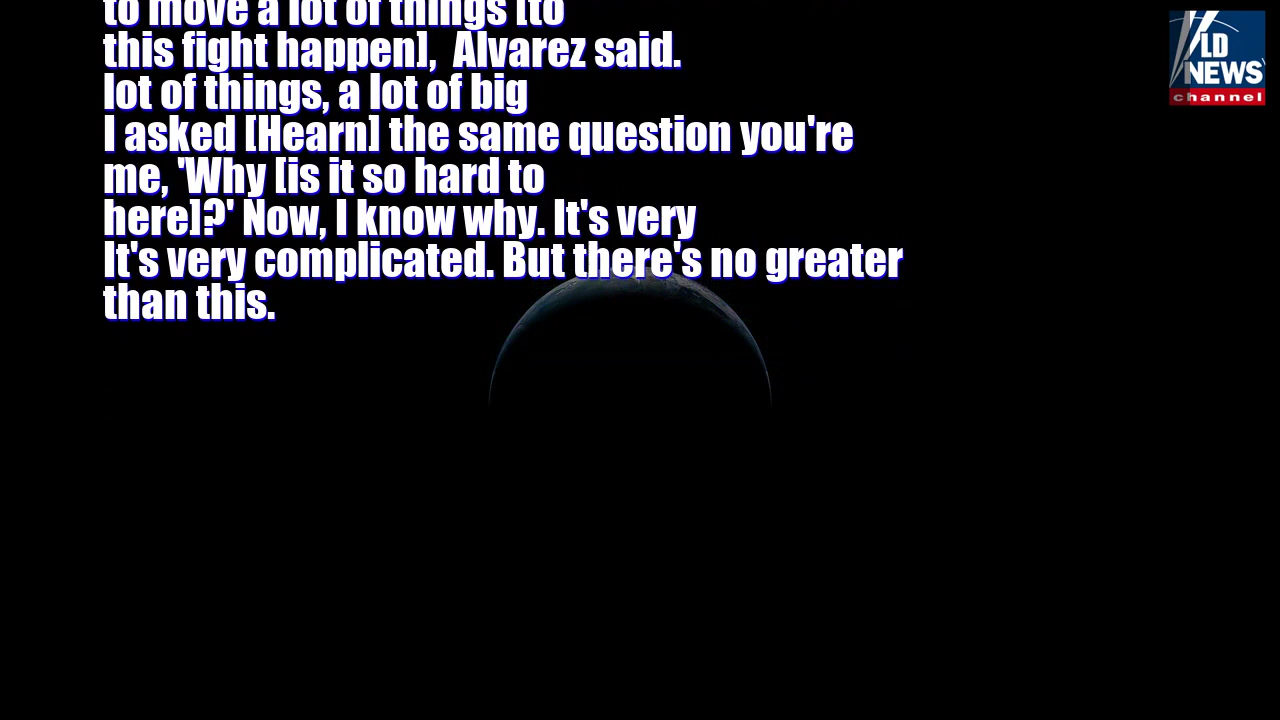 to move a lot of things [to
this fight happen],  Alvarez said.
lot of things, a lot of big
I asked [Hearn] the same question you're
me, 'Why [is it so hard to
here]?' Now, I know why. It's very
It's very complicated. But there's no greater
than this.
LD
NEWS
channel